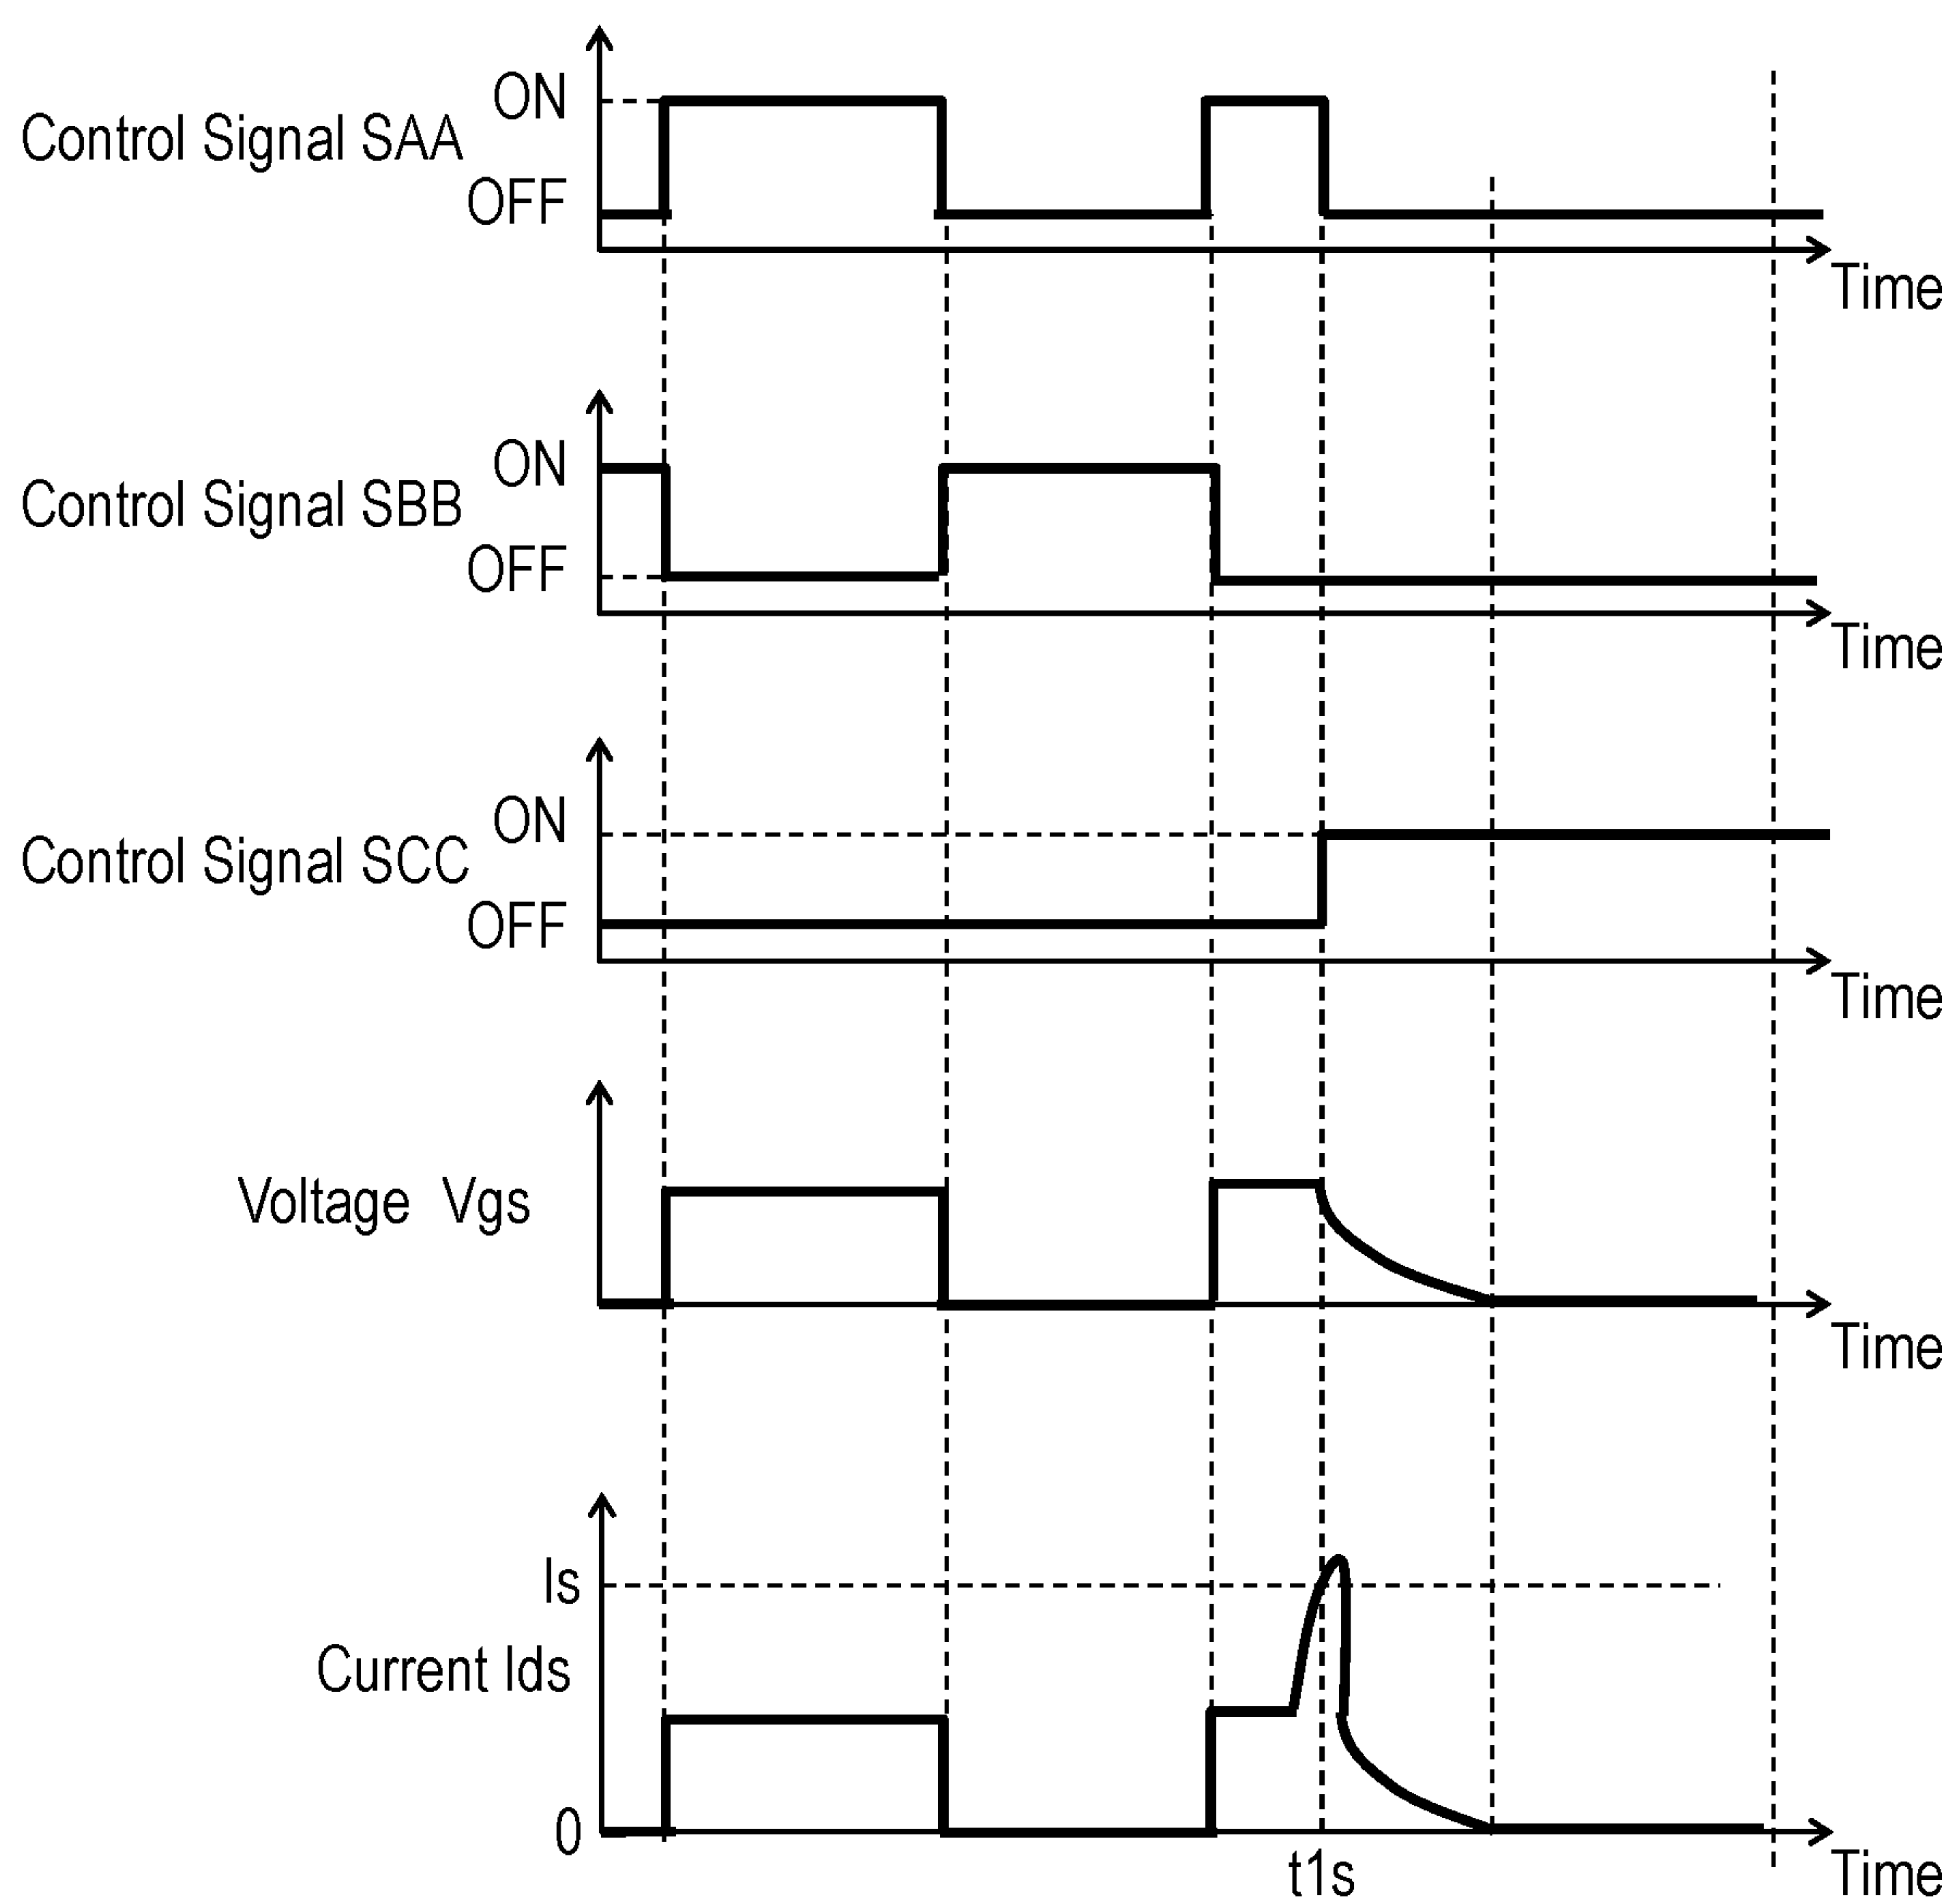 ON
Control Signal SAA
OFF
Time
ON
Control Signal SBB
OFF
Time
ON
Control Signal SCC
OFF
Time
Voltage Vgs
Time
Is
Current Ids
0
t1s
Time